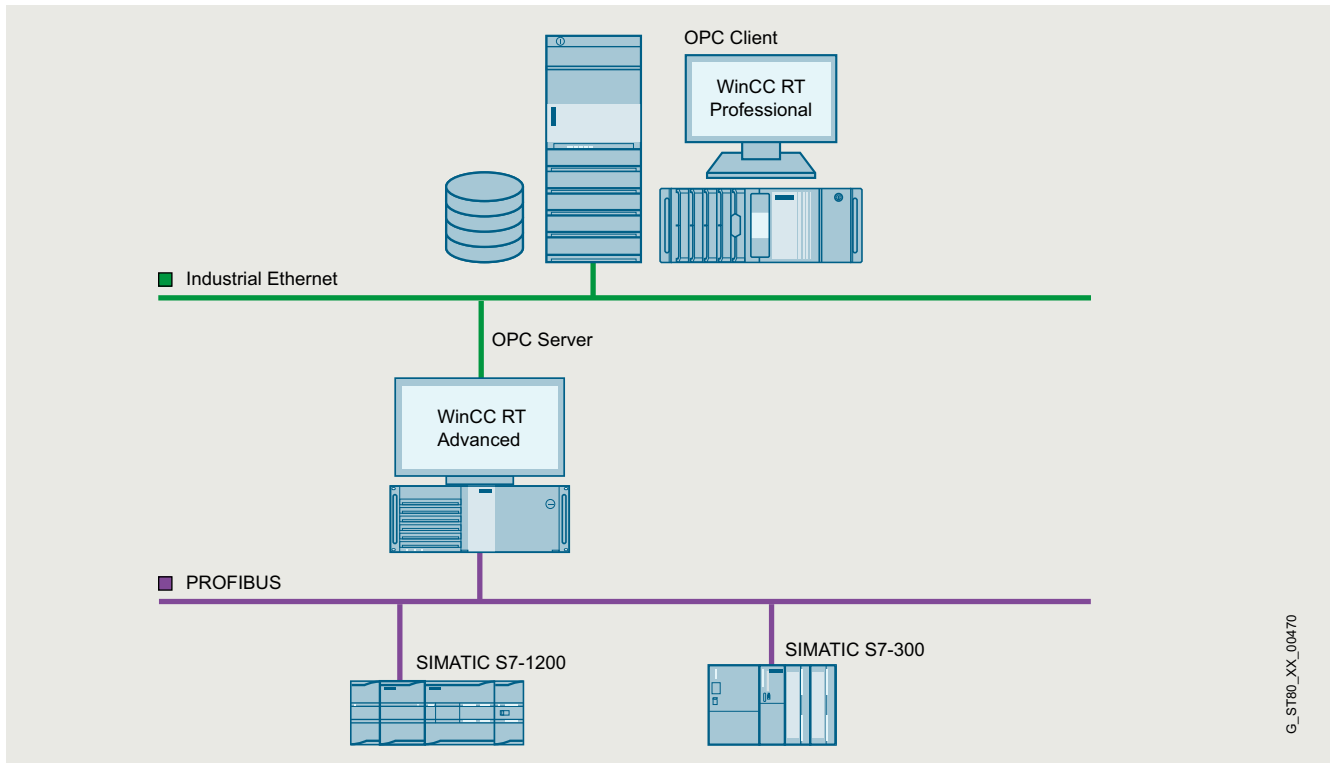 OPC Client
WinCC RT
Professional
Industrial Ethernet
OPC Server
WinCC RT
Advanced
PROFIBUS
SIMATIC S7-1200
SIMATIC S7-300
G_ST80_XX_00470